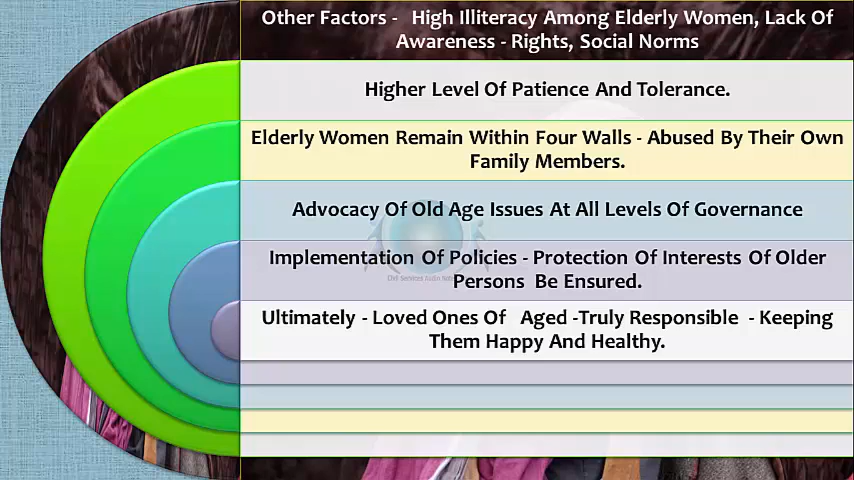 Other Factors - High Illiteracy Among Elderly Women, Lack Of
Awareness - Rights, Social Norms
Higher Level Of Patience And Tolerance.
Elderly Women Remain Within Four Walls - Abused By Their Own
Family Members.
Advocacy Of Old Age Issues At All Levels Of Governance
Implementation Of Policies - Protection Of Interests Of Older
Persons Be Ensured.
Ultimately - Loved Ones Of Aged -Truly Responsible - Keeping
Them Happy And Healthy.